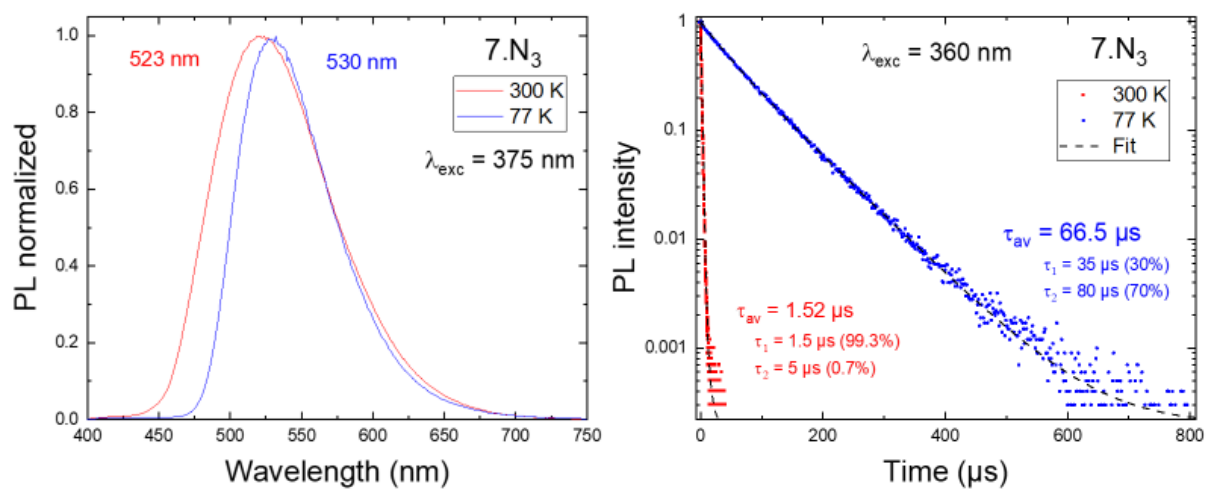 1.0
0.8
0.6
0.4
0.2
0.0
PL normalized
523 nm
530 nm
7.N₃
300 K
77 K
λexc = 375 nm
400 450 500 550 600 650 700 750
Wavelength (nm)
1
0.1
0.01
0.001
PL intensity
λexc = 360 nm
7.N₃
300 K
77 K
Fit
τav = 66.5 µs
τ₁ = 35 µs (30%)
τ₂ = 80 µs (70%)
τav = 1.52 µs
τ₁ = 1.5 µs (99.3%)
τ₂ = 5 µs (0.7%)
0 200 400 600 800
Time (µs)